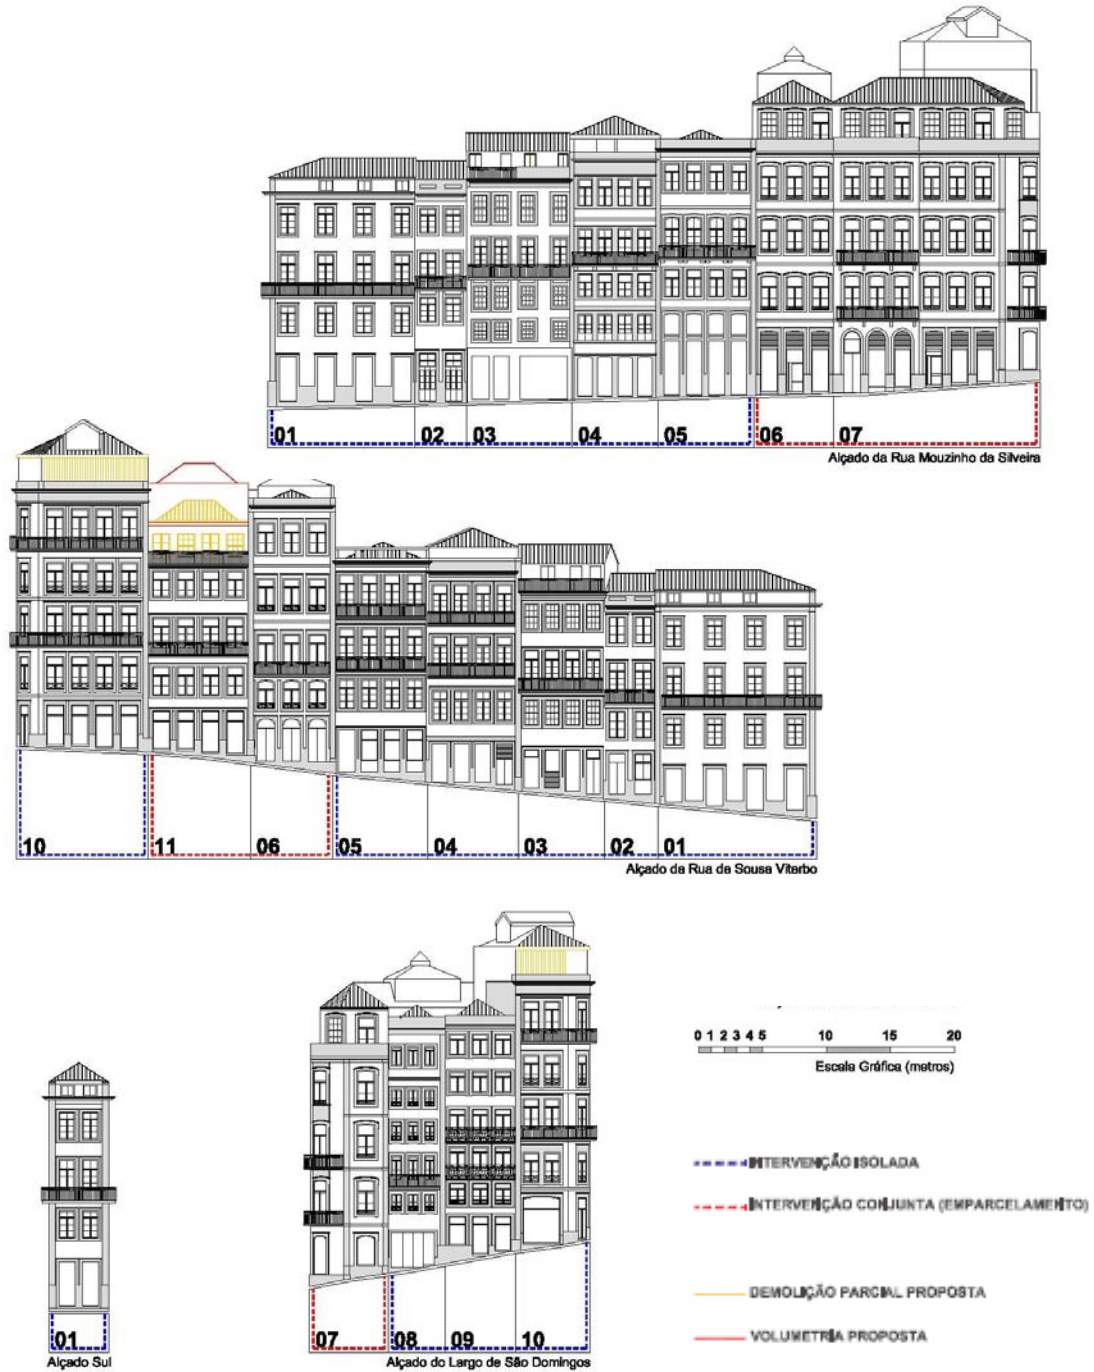 01 02 03 04 05 06 07
Alçado da Rua Mouzinho da Silveira
10 11 06 05 04 03 02 01
Alçado da Rua de Sousa Viterbo
0 1 2 3 4 5 10 15 20
Escala Gráfica (metros)
INTERVENÇÃO ISOLADA
INTERVENÇÃO CONJUNTA (EMPARCELAMENTO)
DEMOLIÇÃO PARCIAL PROPOSTA
VOLUMETRIA PROPOSTA
01
Alçado Sul
07 08 09 10
Alçado do Largo de São Domingos